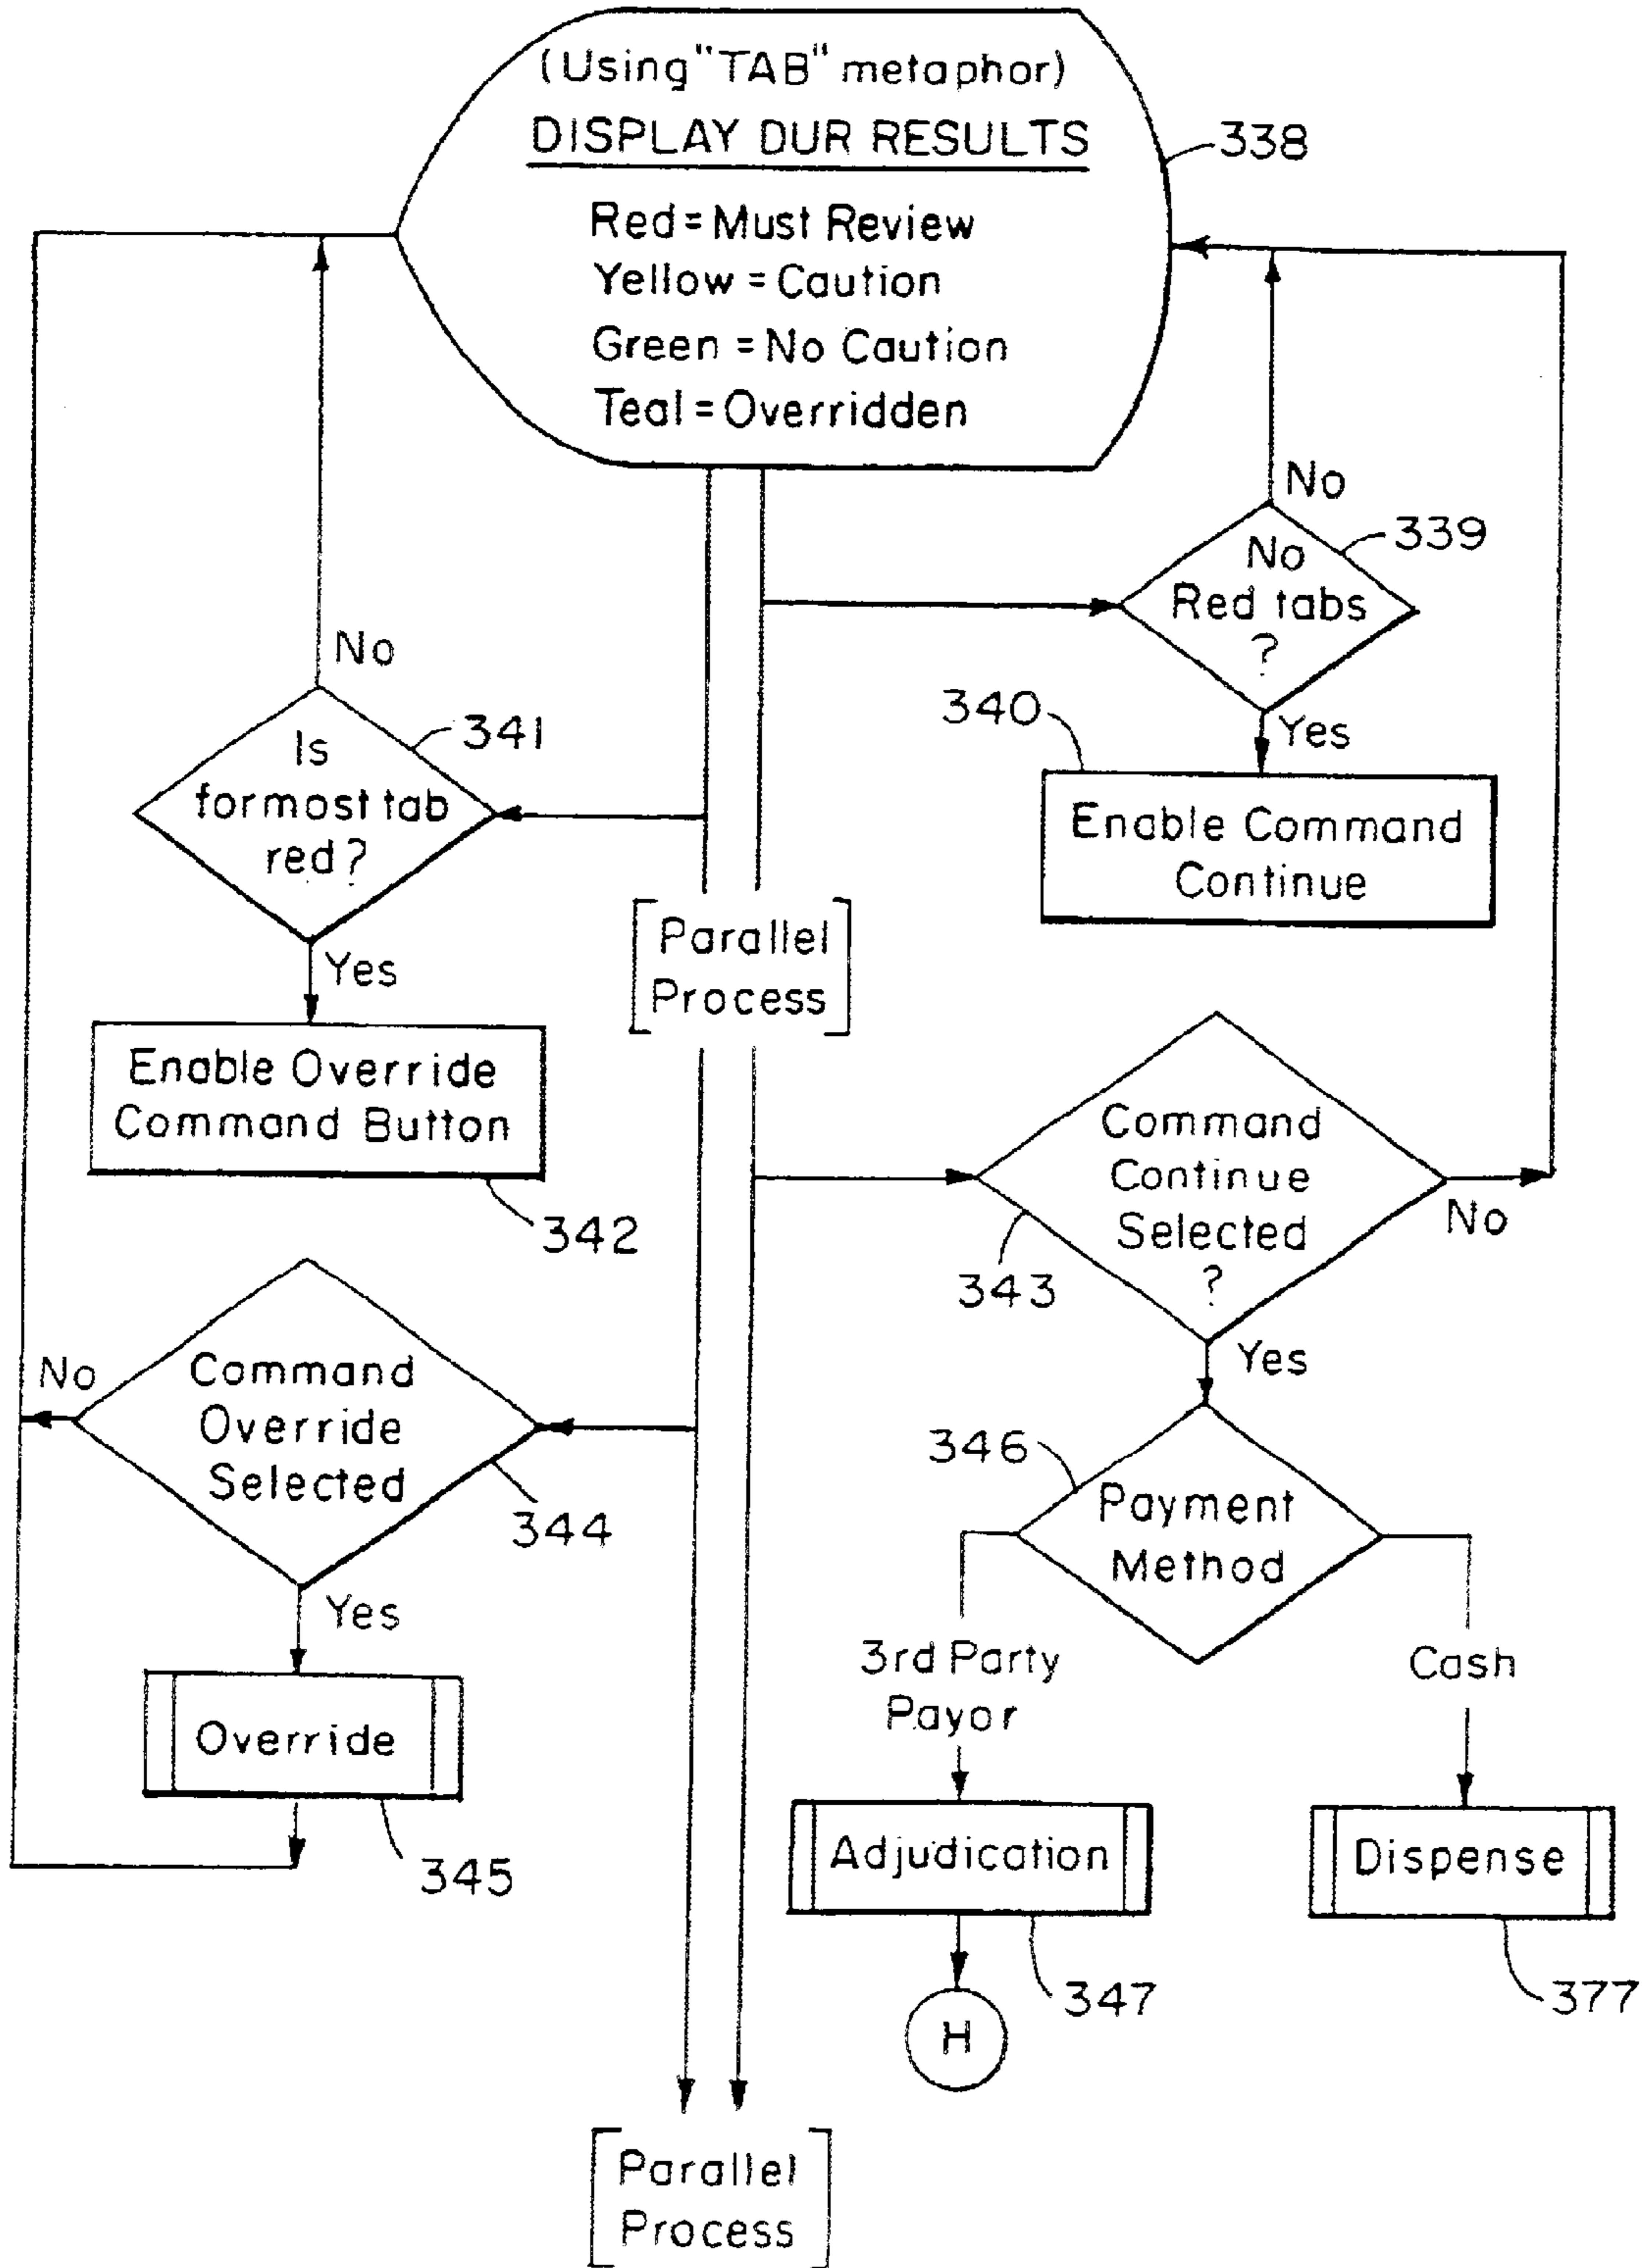 (Using "TAB" metaphor)
DISPLAY DUR RESULTS
Red = Must Review
Yellow = Caution
Green = No Caution
Teal = Overridden
338
No
No
Red tabs
?
339
Yes
340
Enable Command
Continue
No
Is
formost tab
red?
341
Yes
Enable Override
Command Button
342
[Parallel
Process]
Command
Continue
Selected
?
343
No
Yes
No
Command
Override
Selected
344
Yes
Override
345
346
Payment
Method
3rd Party
Payor
Cash
Adjudication
347
Dispense
377
H
[Parallel
Process]